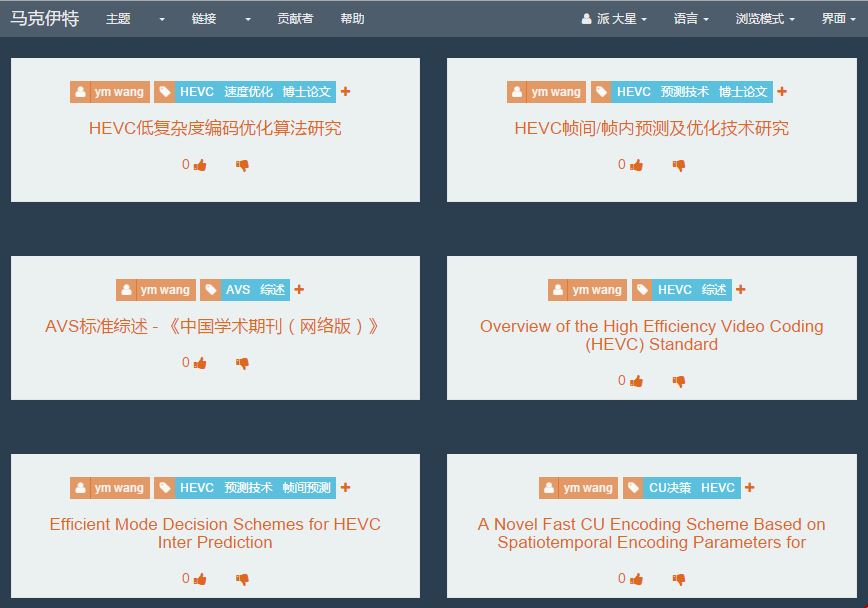 马克伊特 主题 链接 贡献者 帮助 派大星 语言 浏览模式 界面
ym wang HEVC 速度优化 博士论文
HEVC低复杂度编码优化算法研究
0
ym wang HEVC 预测技术 博士论文
HEVC帧间/帧内预测及优化技术研究
0
ym wang AVS 综述
AVS标准综述 - 《中国学术期刊（网络版）》
0
ym wang HEVC 综述
Overview of the High Efficiency Video Coding
(HEVC) Standard
0
ym wang HEVC 预测技术 帧间预测
Efficient Mode Decision Schemes for HEVC
Inter Prediction
0
ym wang CU决策 HEVC
A Novel Fast CU Encoding Scheme Based on
Spatiotemporal Encoding Parameters for
0